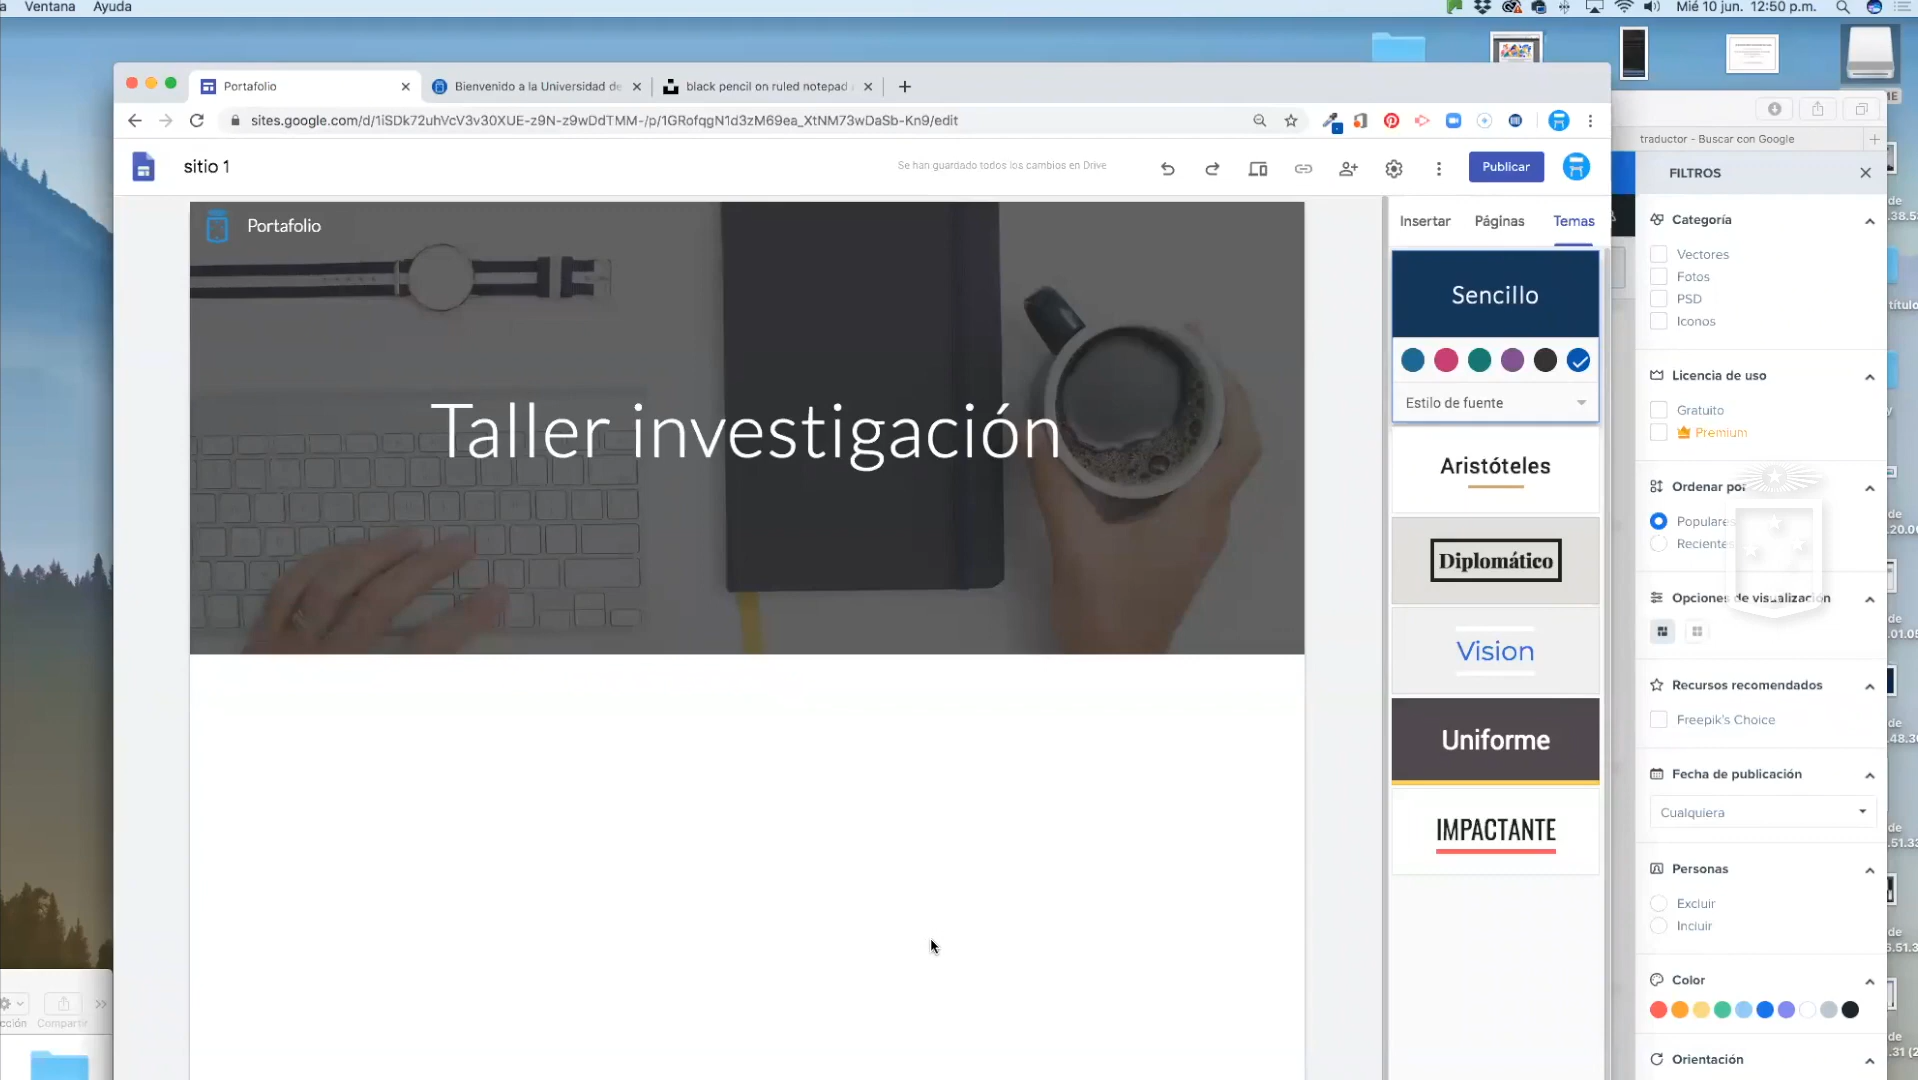 Ventana
Ayuda
Mié 10 jun. 12:50 p.m.
Portafolio
Bienvenido a la Universidad de
black pencil on ruled notepad
sites.google.com/d/1iSDk72uhVcV3v30XUE-z9N-z9wDdTMM-/p/1GRofqgN1d3zM69ea_XtNM73wDaSb-Kn9/edit
sitio 1
Se han guardado todos los cambios en Drive
Publicar
Portafolio
Taller investigación
Insertar
Páginas
Temas
Sencillo
Estilo de fuente
Aristóteles
Diplomático
Vision
Uniforme
IMPACTANTE
traductor - Buscar con Google
FILTROS
Categoría
Vectores
Fotos
PSD
Iconos
Licencia de uso
Gratuito
Premium
Ordenar por
Populares
Recientes
Opciones de visualización
Recursos recomendados
Freepik's Choice
Fecha de publicación
Cualquiera
Personas
Excluir
Incluir
Color
Orientación
Compartir